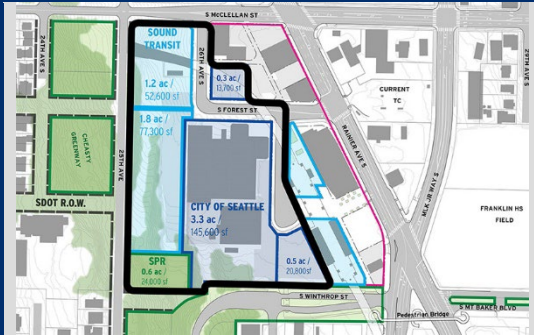 S McCLELLAN ST
24TH AVE S
SOUND
TRANSIT
26TH AVE S
1.2 ac /
52,600 sf
0.3 ac /
13,700 sf
29TH AVE S
CURRENT
TC
S FOREST ST
1.8 ac /
77,300 sf
RAINIER AVE S
CHEASTY
GREENWAY
25TH AVE
MLK JR WAY S
SDOT R.O.W.
CITY OF SEATTLE
3.3 ac /
145,600 sf
FRANKLIN HS
FIELD
SPR
0.6 ac /
24,000 sf
0.5 ac /
20,800sf
S WINTHROP ST
S MT BAKER BLVD
Pedestrian Bridge